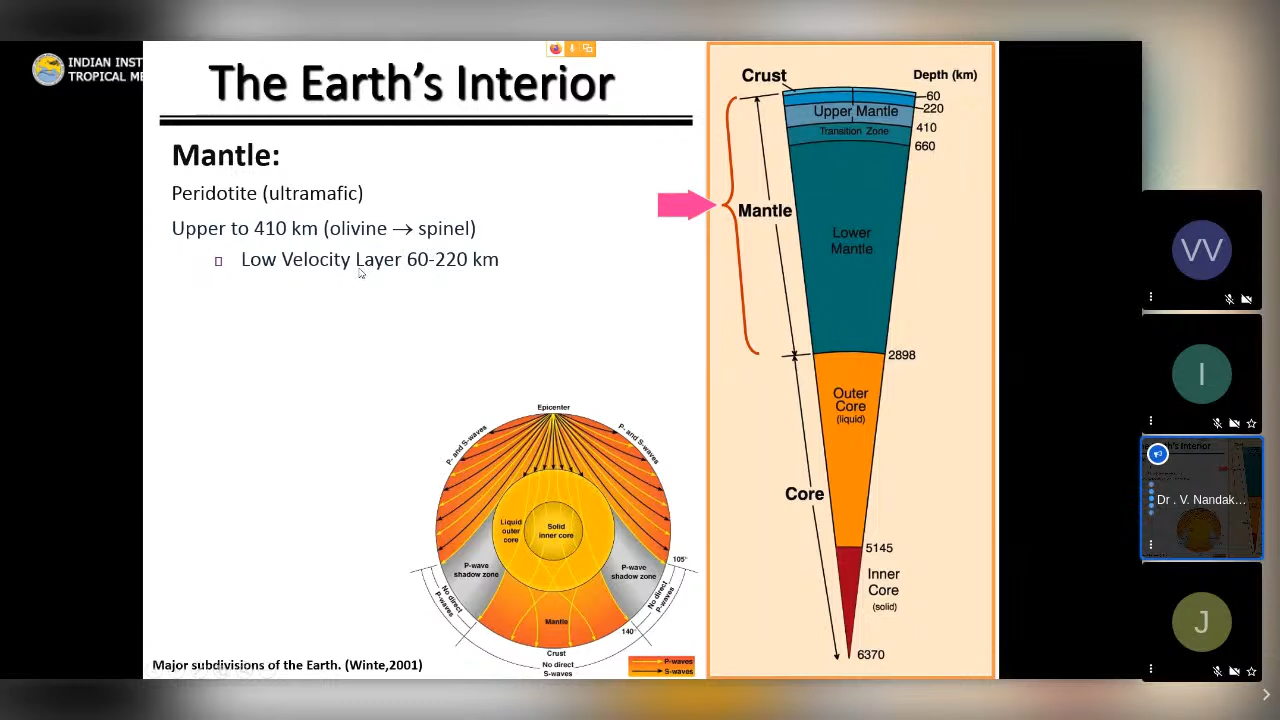 INDIAN INST
TROPICAL ME
The Earth's Interior
Mantle:
Peridotite (ultramafic)
Upper to 410 km (olivine → spinel)
Low Velocity Layer 60-220 km
Epicenter
P- and S-waves
P- and S-waves
Liquid
outer
core
Solid
inner core
P-wave
shadow zone
P-wave
shadow zone
105°
No direct
P-waves
No direct
P-waves
Mantle
140°
Crust
No direct
S-waves
P-waves
S-waves
Major subdivisions of the Earth. (Winte,2001)
Crust
Depth (km)
60
Upper Mantle
220
Transition Zone
410
660
Mantle
Lower
Mantle
2898
Outer
Core
(liquid)
Core
5145
Inner
Core
(solid)
6370
VV
I
Dr . V. Nandak...
J